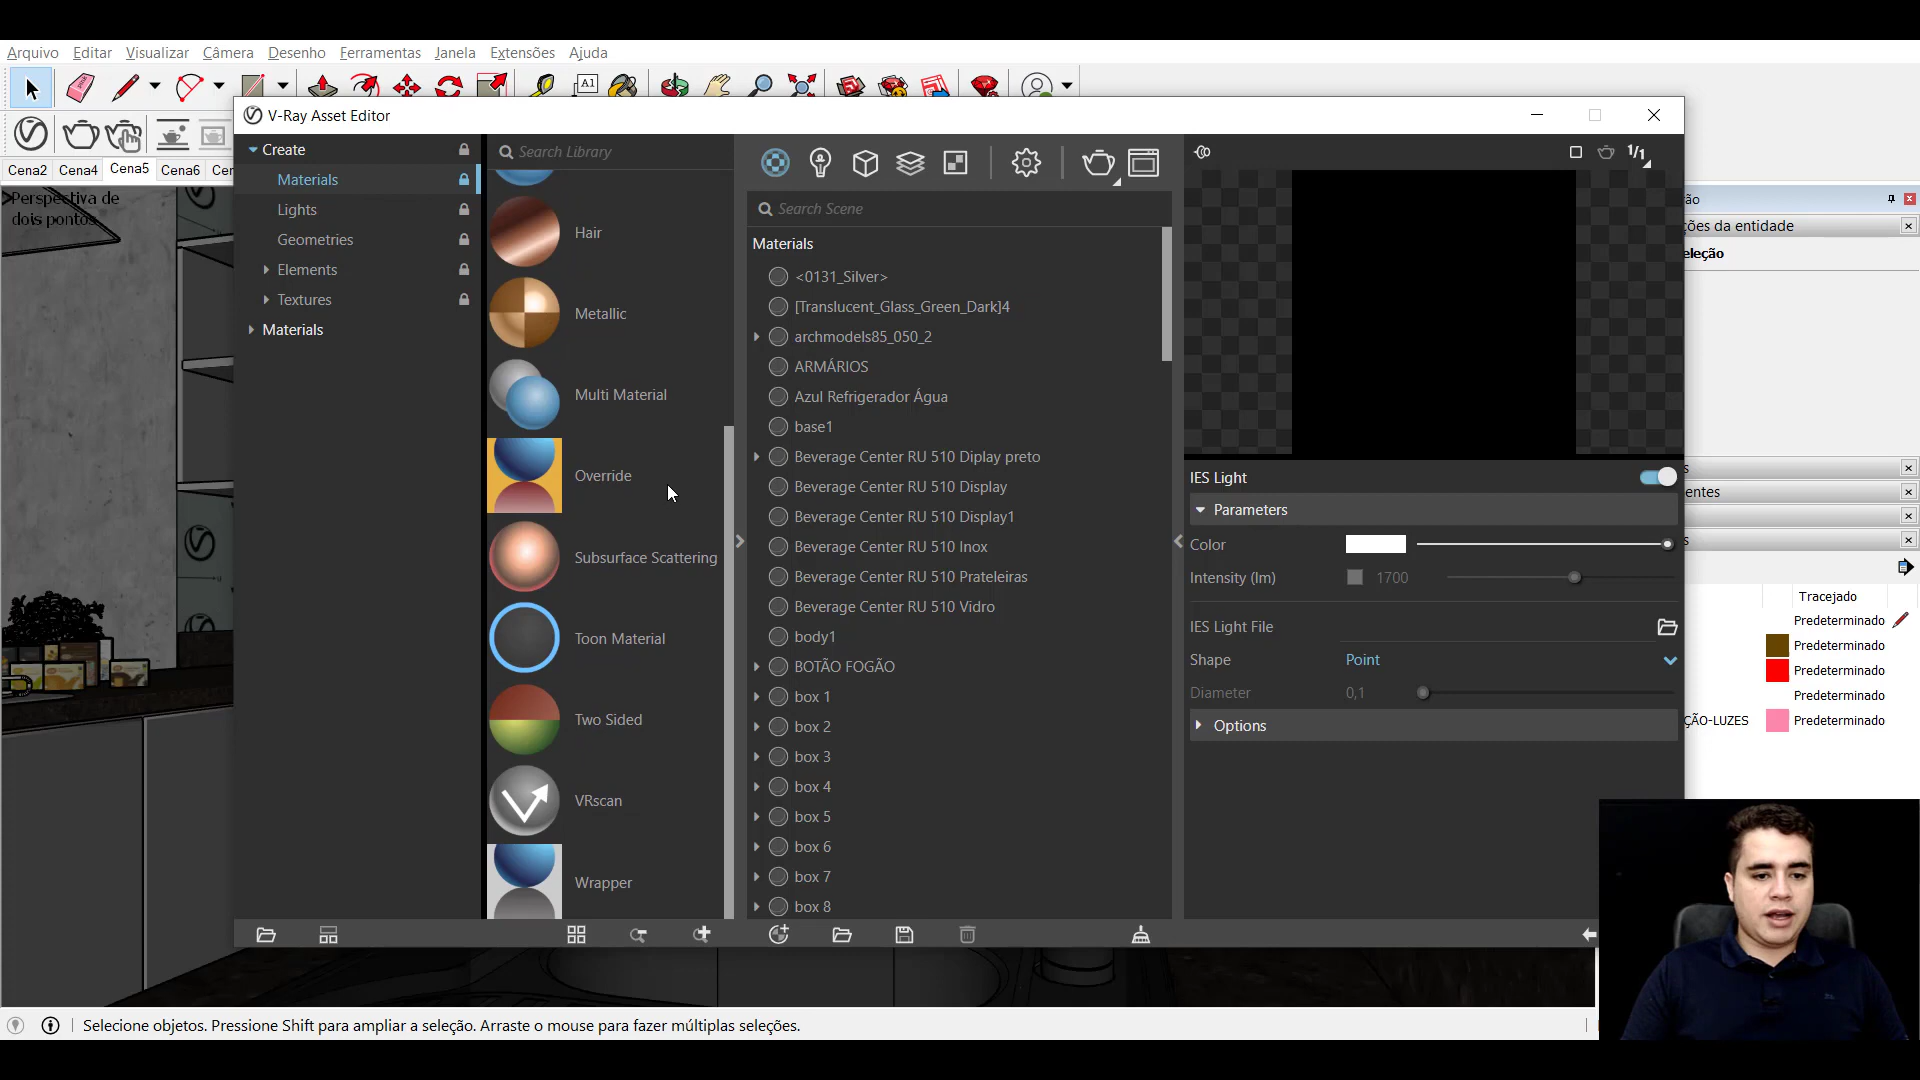 Arquivo Editar Visualizar Câmera Desenho Ferramentas Janela Extensões Ajuda
A1
V-Ray Asset Editor
Cena2 Cena4 Cena5 Cena6
Perspectiva de
dois pontos
Create
Materials
Lights
Geometries
Elements
Textures
Materials
Search Library
Hair
Metallic
Multi Material
Override
Subsurface Scattering
Toon Material
Two Sided
VRscan
Wrapper
Search Scene
Materials
<0131_Silver>
[Translucent_Glass_Green_Dark]4
archmodels85_050_2
ARMÁRIOS
Azul Refrigerador Água
base1
Beverage Center RU 510 Diplay preto
Beverage Center RU 510 Display
Beverage Center RU 510 Display1
Beverage Center RU 510 Inox
Beverage Center RU 510 Prateleiras
Beverage Center RU 510 Vidro
body1
BOTÃO FOGÃO
box 1
box 2
box 3
box 4
box 5
box 6
box 7
box 8
1/1
IES Light
Parameters
Color
Intensity (lm) 1700
IES Light File
Shape Point
Diameter 0,1
Options
ão
ções da entidade
eleção
s
entes
s
Tracejado
Predeterminado
Predeterminado
Predeterminado
Predeterminado
ÇÃO-LUZES Predeterminado
Selecione objetos. Pressione Shift para ampliar a seleção. Arraste o mouse para fazer múltiplas seleções.